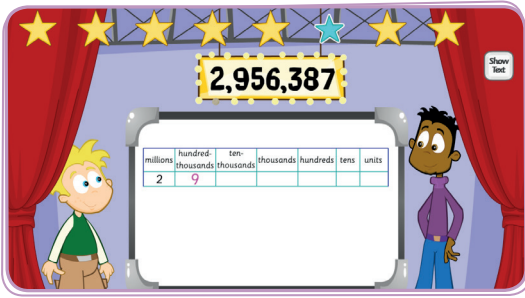 Show
Text
2,956,387
millions hundred-thousands ten-thousands thousands hundreds tens units
2 9